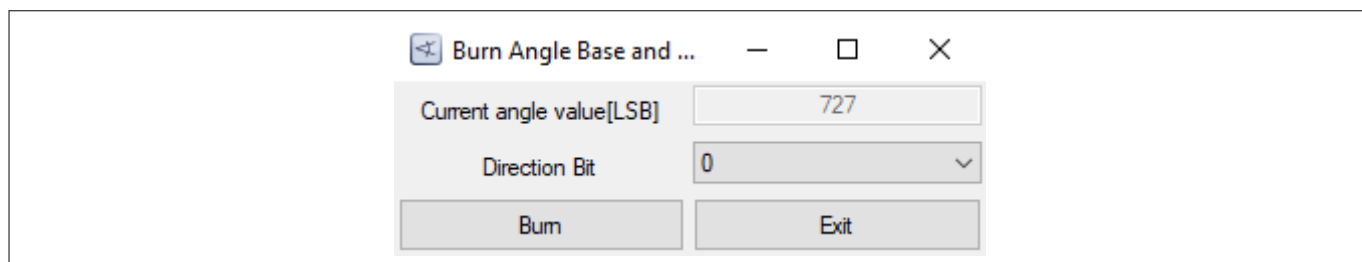 Burn Angle Base and ...
Current angle value[LSB] 727
Direction Bit 0
Burn Exit